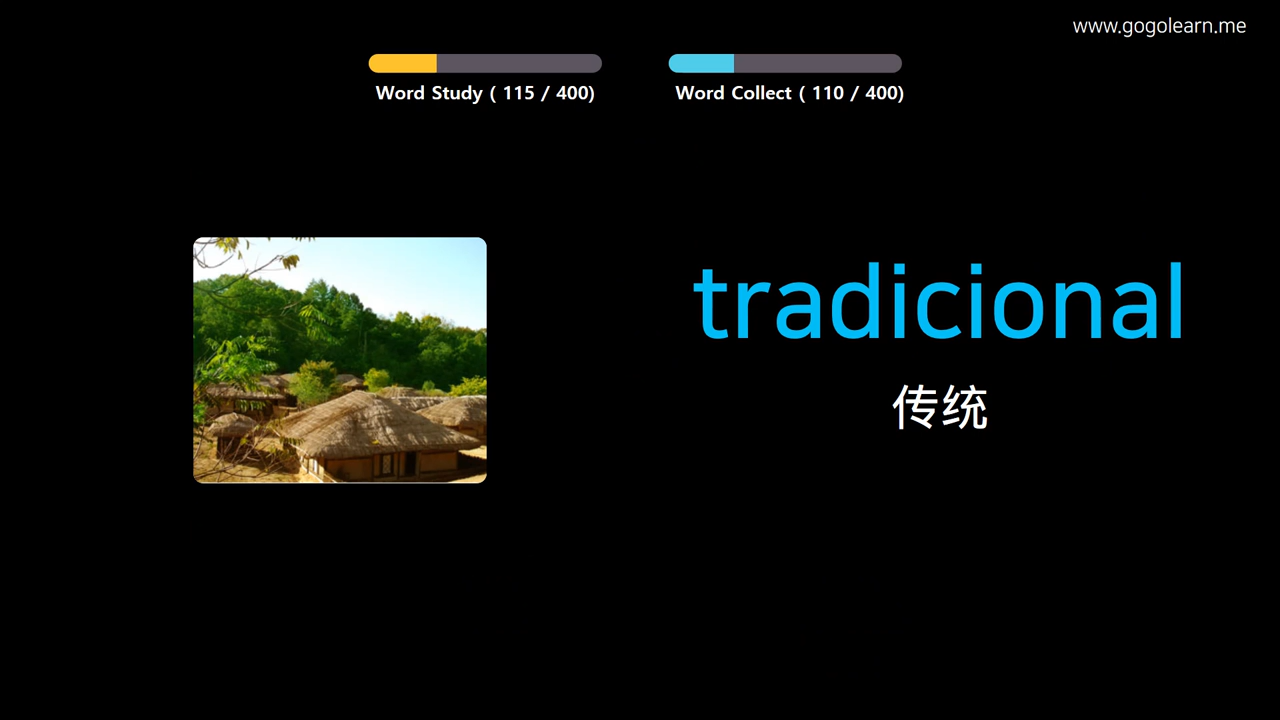 www.gogolearn.me
Word Study ( 115 / 400)
Word Collect ( 110 / 400)
tradicional
传统